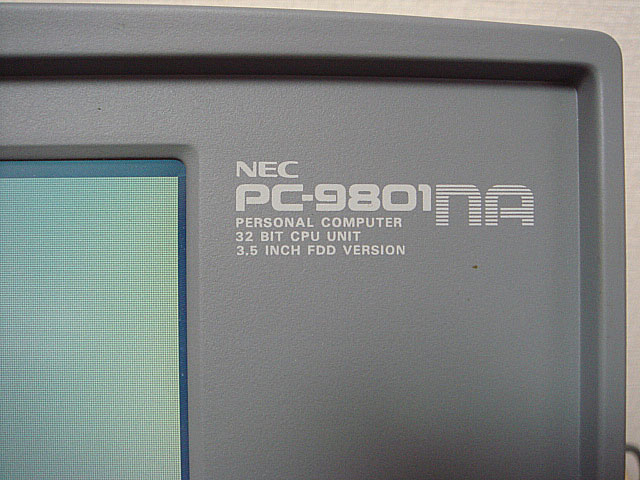 NEC
PC-9801NA
PERSONAL COMPUTER
32 BIT CPU UNIT
3.5 INCH FDD VERSION